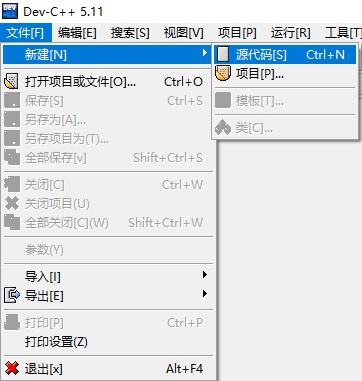 Dev-C++ 5.11
文件[F] 编辑[E] 搜索[S] 视图[V] 项目[P] 运行[R] 工具[T]
新建[N]
源代码[S] Ctrl+N
项目[P]...
模板[T]...
类[C]...
打开项目或文件[O]... Ctrl+O
保存[S] Ctrl+S
另存为[A]...
另存项目为(T)...
全部保存[v] Shift+Ctrl+S
关闭[C] Ctrl+W
关闭项目(U)
全部关闭[C](W) Shift+Ctrl+W
参数(Y)
导入[I]
导出[E]
打印[P] Ctrl+P
打印设置(Z)
退出[x] Alt+F4